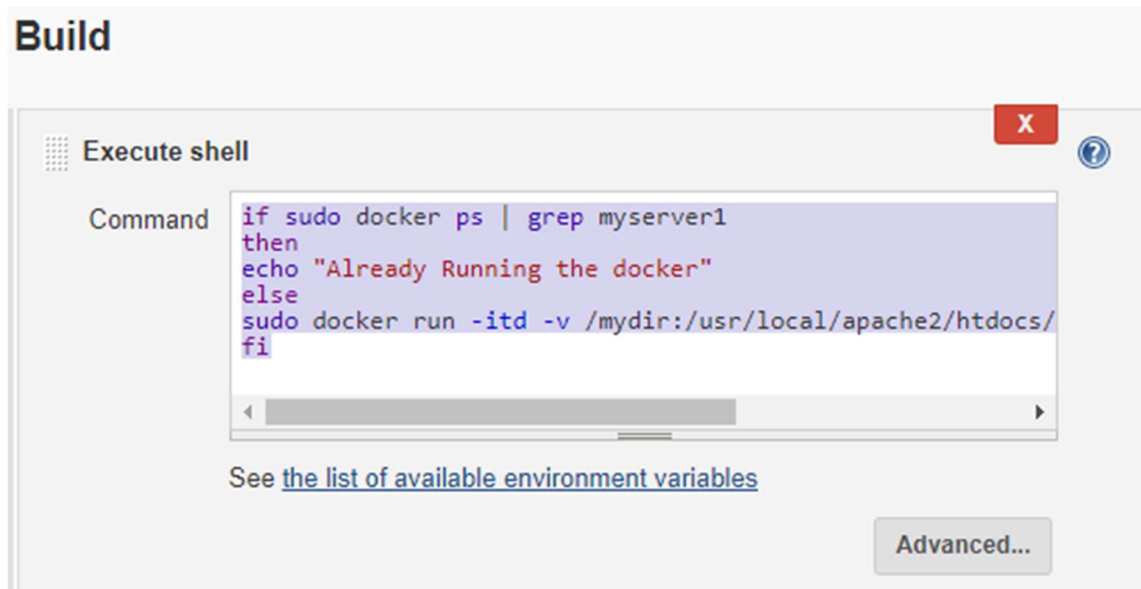 Build
X
Execute shell
?
Command
if sudo docker ps | grep myserver1
then
echo "Already Running the docker"
else
sudo docker run -itd -v /mydir:/usr/local/apache2/htdocs/
fi
See the list of available environment variables
Advanced...